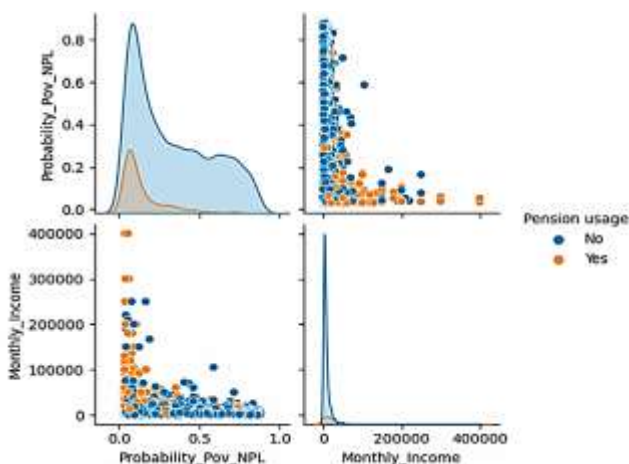 Probability_Pov_NPL
0.8
0.6
0.4
0.2
0.0
Pension usage
No
Yes
Monthly_Income
400000
300000
200000
100000
0
0.0 0.5 1.0
0 200000 400000
Probability_Pov_NPL Monthly_Income